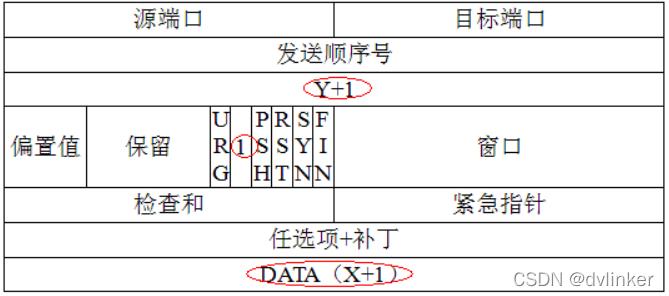 源端口 目标端口
发送顺序号
Y+1
偏置值 保留 URG 1 PSH RST SYN FIN 窗口
检查和 紧急指针
任选项+补丁
DATA（X+1）
CSDN @dvlinker